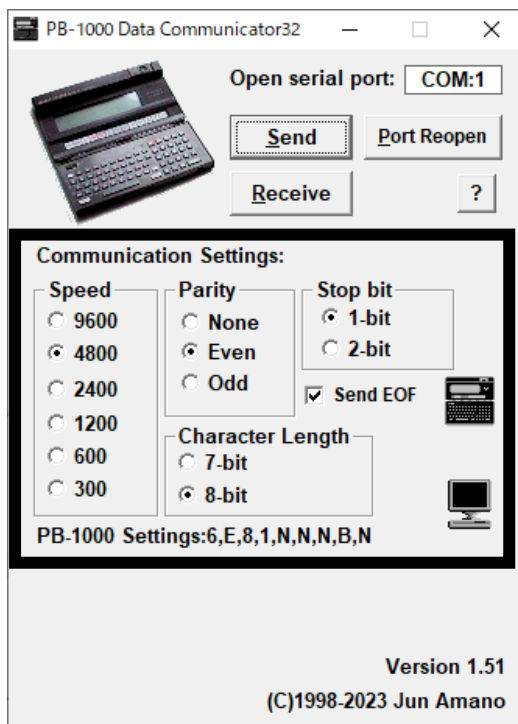 PB-1000 Data Communicator32
Open serial port: COM:1
Send
Port Reopen
Receive
?
Communication Settings:
Speed
9600
4800
2400
1200
600
300
Parity
None
Even
Odd
Stop bit
1-bit
2-bit
Send EOF
Character Length
7-bit
8-bit
PB-1000 Settings:6,E,8,1,N,N,N,B,N
Version 1.51
(C)1998-2023 Jun Amano